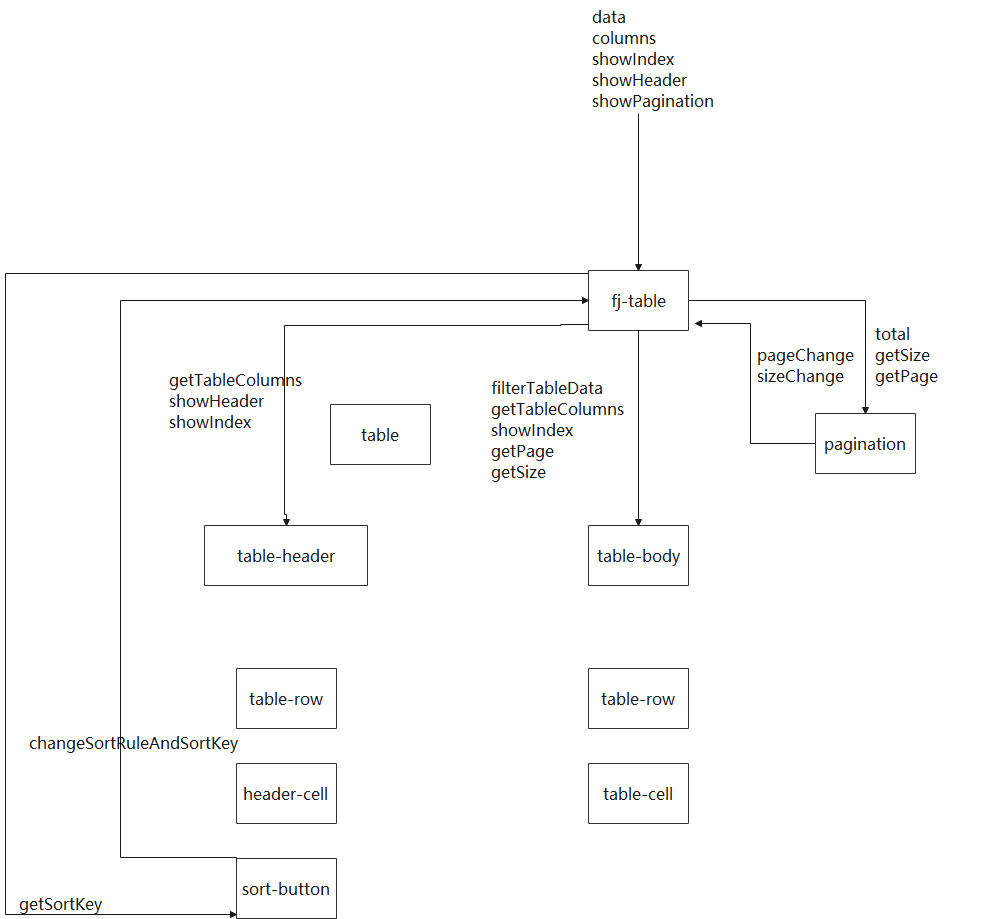 data
columns
showIndex
showHeader
showPagination
fj-table
total
getSize
getPage
pageChange
sizeChange
getTableColumns
showHeader
showIndex
filterTableData
getTableColumns
showIndex
getPage
getSize
table
pagination
table-header
table-body
table-row
table-row
changeSortRuleAndSortKey
header-cell
table-cell
sort-button
getSortKey